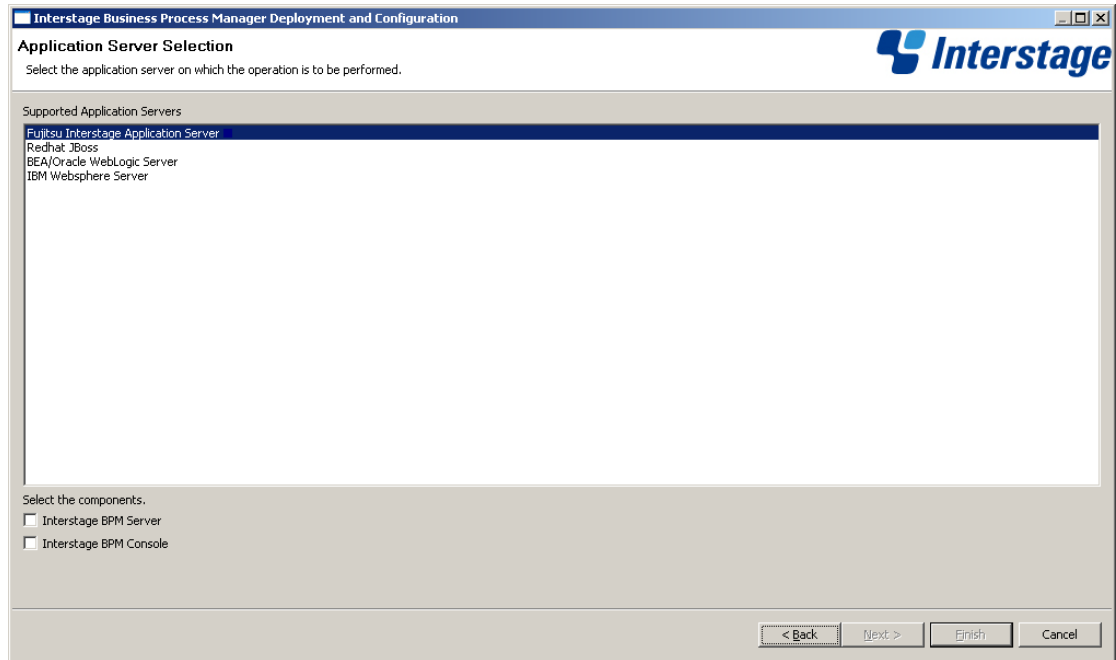 Interstage Business Process Manager Deployment and Configuration
Application Server Selection
Select the application server on which the operation is to be performed.
Interstage
Supported Application Servers
Fujitsu Interstage Application Server
Redhat JBoss
BEA/Oracle WebLogic Server
IBM Websphere Server
Select the components.
Interstage BPM Server
Interstage BPM Console
< Back Next > Finish Cancel